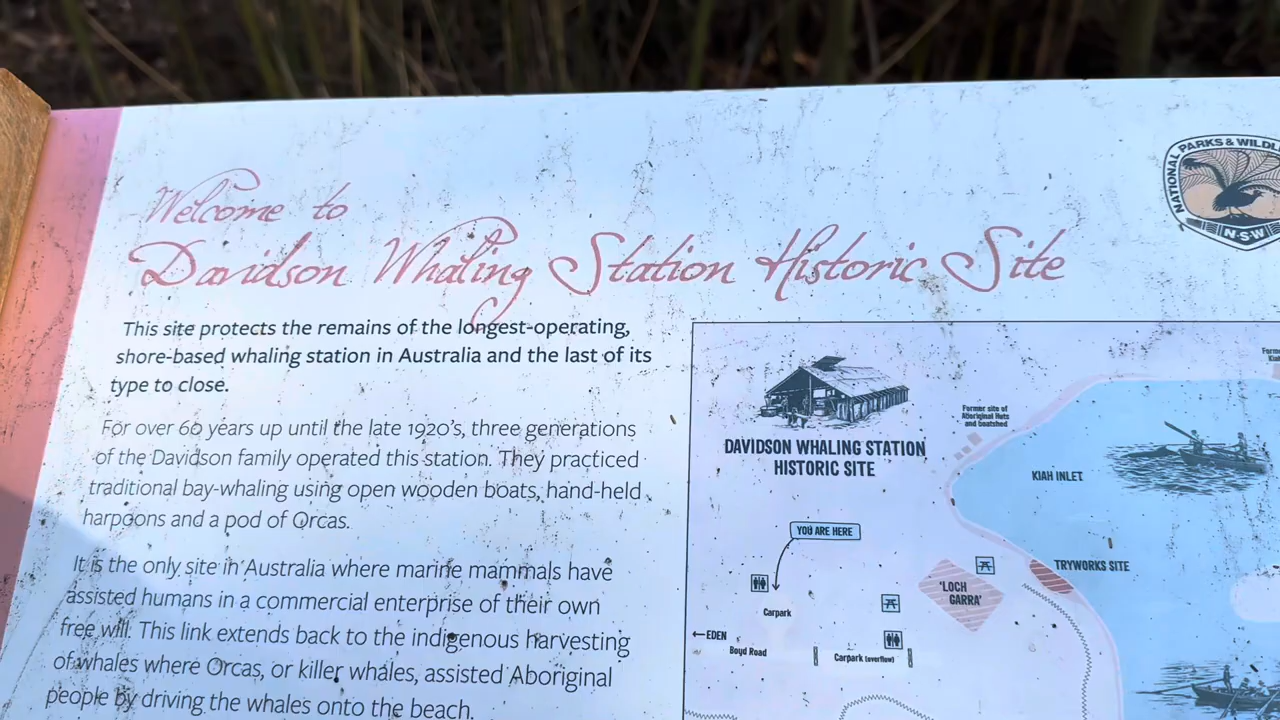 Welcome to
Davidson Whaling Station Historic Site
This site protects the remains of the longest-operating,
shore-based whaling station in Australia and the last of its
type to close.
For over 60 years up until the late 1920's, three generations
of the Davidson family operated this station. They practiced
traditional bay-whaling using open wooden boats, hand-held
harpoons and a pod of Orcas.
It is the only site in Australia where marine mammals have
assisted humans in a commercial enterprise of their own
free will. This link extends back to the indigenous harvesting
of whales where Orcas, or killer whales, assisted Aboriginal
people by driving the whales onto the beach.
NATIONAL PARKS & WILDL
N·S·W
DAVIDSON WHALING STATION
HISTORIC SITE
Former site of
Aboriginal Huts
and boatshed
KIAH INLET
YOU ARE HERE
TRYWORKS SITE
'LOCH
GARRA'
Carpark
←EDEN
Boyd Road
Carpark (overflow)